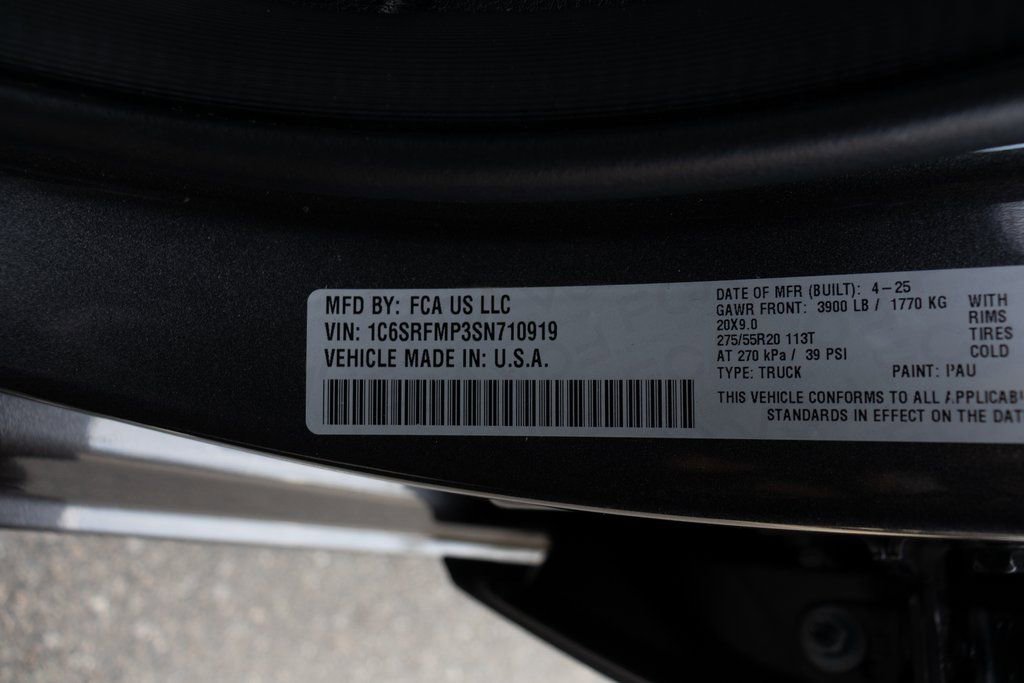 MFD BY: FCA US LLC
VIN: 1C6SRFMP3SN710919
VEHICLE MADE IN: U.S.A.
DATE OF MFR (BUILT): 4-25
GAWR FRONT: 3900 LB / 1770 KG WITH
20X9.0 RIMS
275/55R20 113T TIRES
AT 270 kPa / 39 PSI COLD
TYPE: TRUCK PAINT: PAU
THIS VEHICLE CONFORMS TO ALL
STANDARDS IN EFFECT ON THE